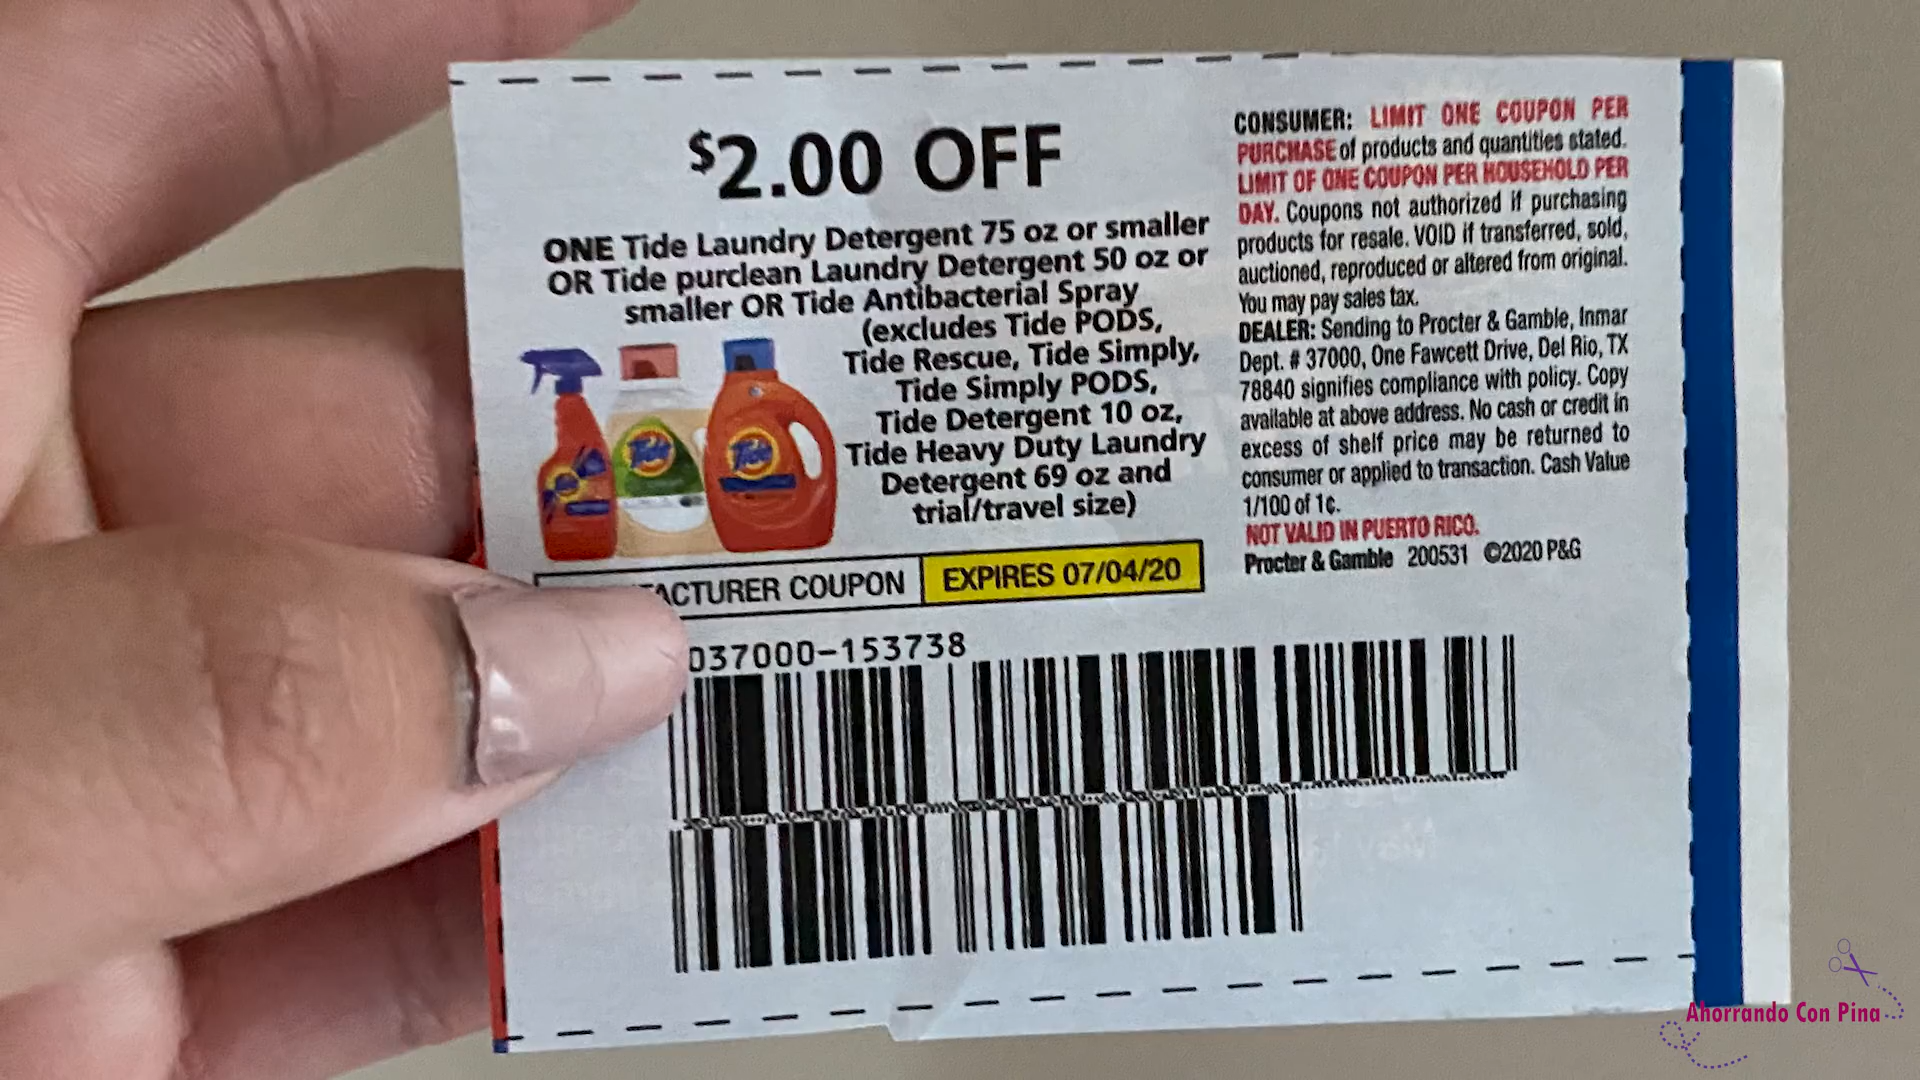 $2.00 OFF
ONE Tide Laundry Detergent 75 oz or smaller
OR Tide purclean Laundry Detergent 50 oz or
smaller OR Tide Antibacterial Spray
(excludes Tide PODS,
Tide Rescue, Tide Simply,
Tide Simply PODS,
Tide Detergent 10 oz,
Tide Heavy Duty Laundry
Detergent 69 oz and
trial/travel size)
Tide
Tide
ACTURER COUPON
EXPIRES 07/04/20
037000-153738
CONSUMER: LIMIT ONE COUPON PER
PURCHASE of products and quantities stated.
LIMIT OF ONE COUPON PER HOUSEHOLD PER
DAY. Coupons not authorized if purchasing
products for resale. VOID if transferred, sold,
auctioned, reproduced or altered from original.
You may pay sales tax.
DEALER: Sending to Procter & Gamble, Inmar
Dept. # 37000, One Fawcett Drive, Del Rio, TX
78840 signifies compliance with policy. Copy
available at above address. No cash or credit in
excess of shelf price may be returned to
consumer or applied to transaction. Cash Value
1/100 of 1¢.
NOT VALID IN PUERTO RICO.
Procter & Gamble 200531 ©2020 P&G
Ahorrando Con Pina